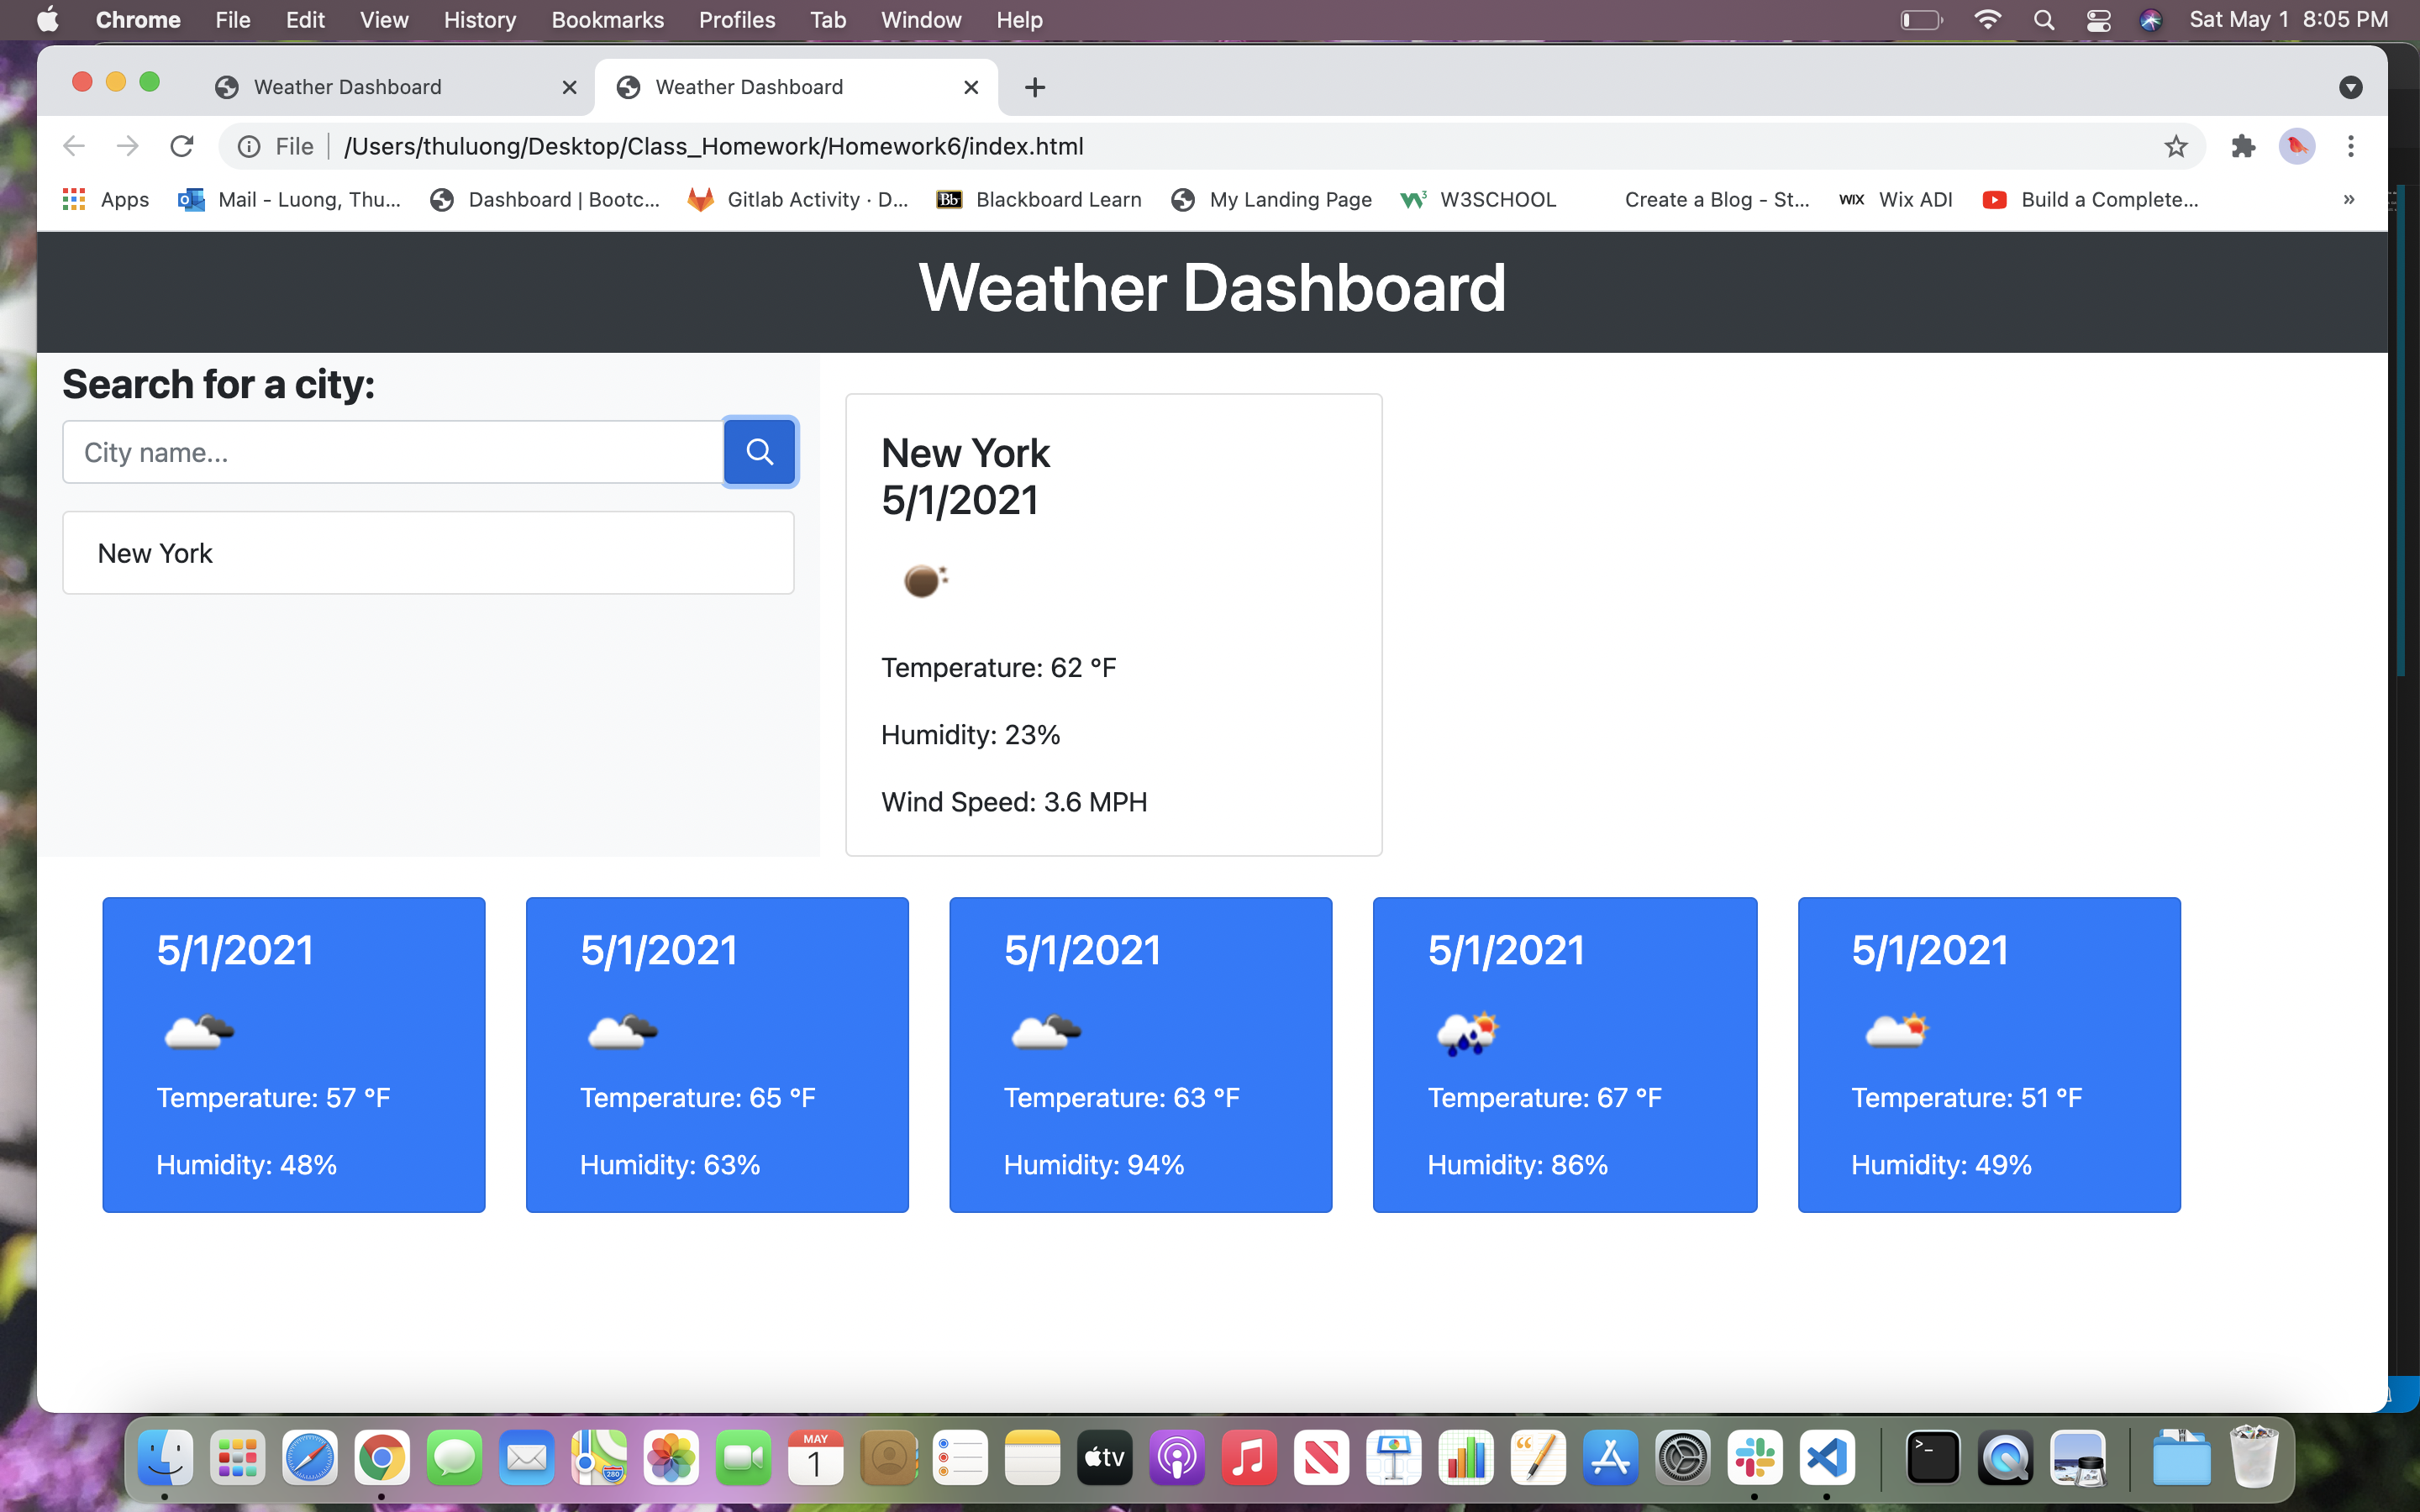 Chrome File Edit View History Bookmarks Profiles Tab Window Help Sat May 1 8:05 PM
Weather Dashboard Weather Dashboard
File /Users/thuluong/Desktop/Class_Homework/Homework6/index.html
Apps Mail - Luong, Thu... Dashboard | Bootc... Gitlab Activity · D... Bb Blackboard Learn My Landing Page W3SCHOOL Create a Blog - St... WIX Wix ADI Build a Complete... »
Weather Dashboard
Search for a city:
City name...
New York
New York
5/1/2021
Temperature: 62 °F
Humidity: 23%
Wind Speed: 3.6 MPH
5/1/2021
Temperature: 57 °F
Humidity: 48%
5/1/2021
Temperature: 65 °F
Humidity: 63%
5/1/2021
Temperature: 63 °F
Humidity: 94%
5/1/2021
Temperature: 67 °F
Humidity: 86%
5/1/2021
Temperature: 51 °F
Humidity: 49%
280
MAY
1
tv
>_